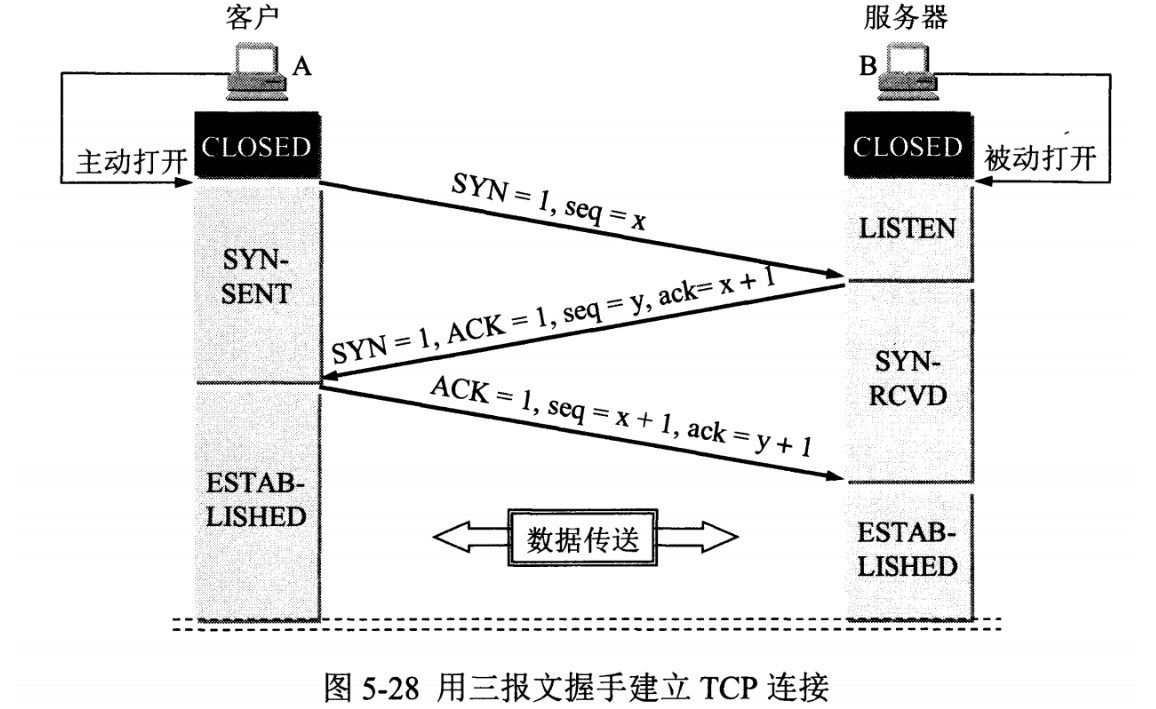 客户
服务器
A
B
CLOSED
CLOSED
主动打开
被动打开
SYN = 1, seq = x
LISTEN
SYN-
SENT
SYN = 1, ACK = 1, seq = y, ack= x + 1
SYN-
RCVD
ACK = 1, seq = x + 1, ack = y + 1
ESTAB-
LISHED
数据传送
ESTAB-
LISHED
图 5-28 用三报文握手建立 TCP 连接